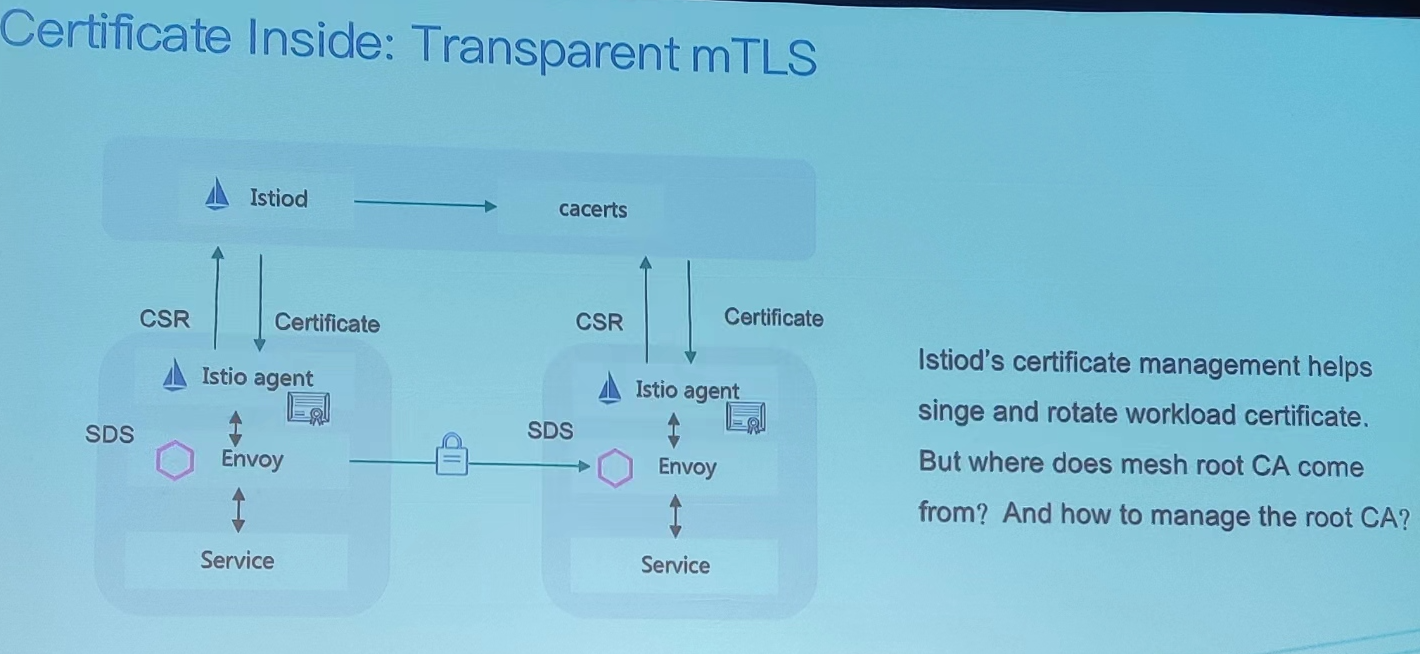 Certificate Inside: Transparent mTLS
Istiod
cacerts
CSR
Certificate
CSR
Certificate
Istio agent
Istio agent
SDS
SDS
Envoy
Envoy
Service
Service
Istiod's certificate management helps
singe and rotate workload certificate.
But where does mesh root CA come
from? And how to manage the root CA?